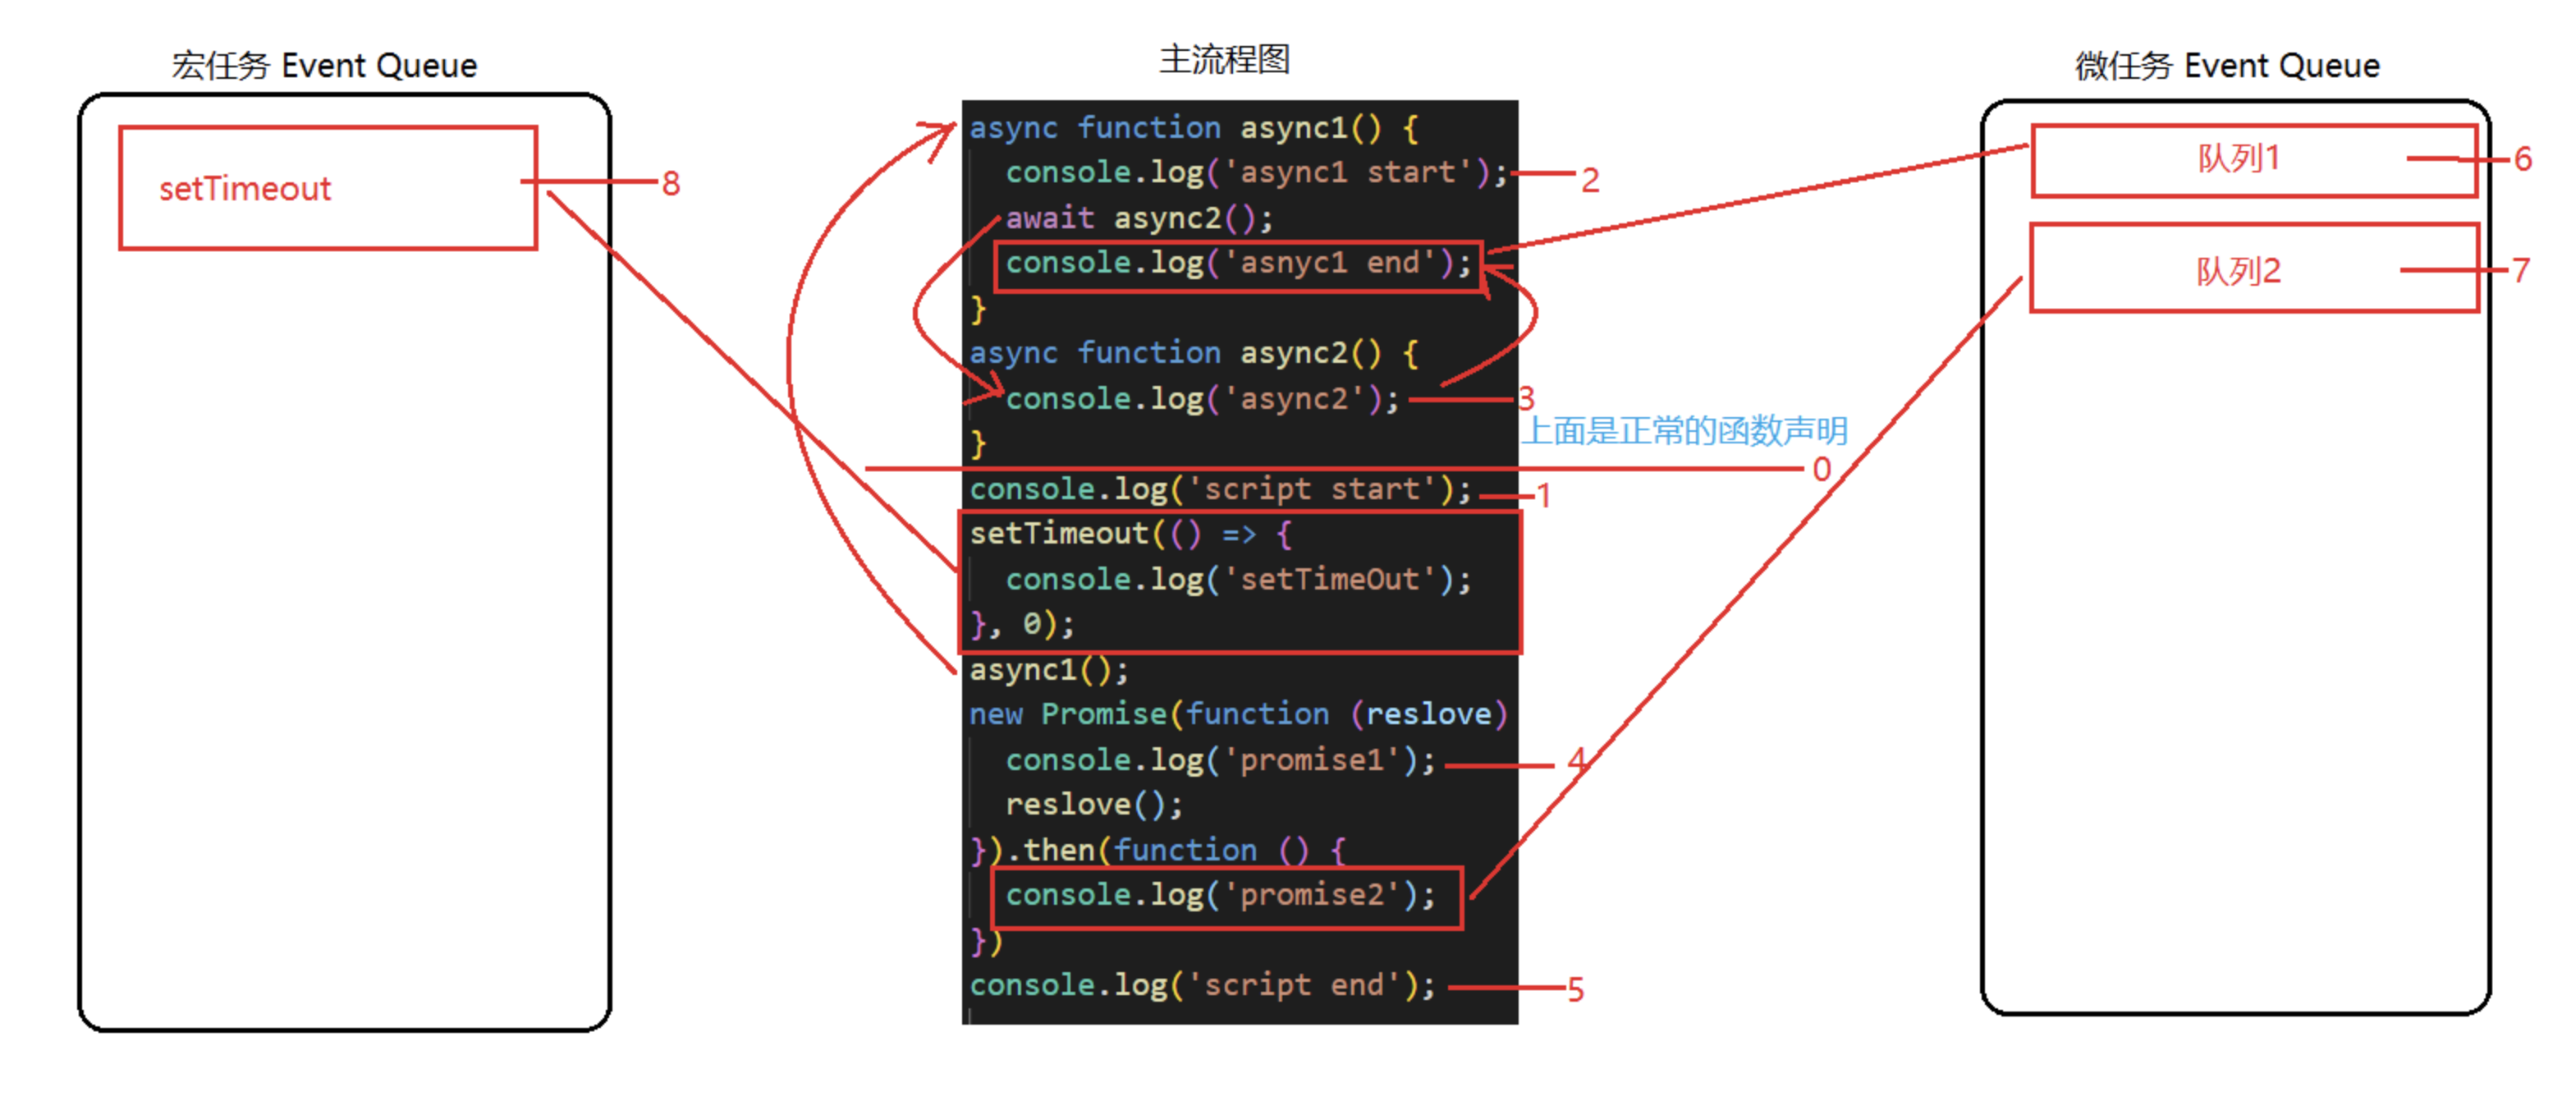 宏任务 Event Queue
setTimeout
8
主流程图
async function async1() {
console.log('async1 start');
2
await async2();
console.log('asnyc1 end');
}
async function async2() {
console.log('async2');
3
}
上面是正常的函数声明
0
console.log('script start');
1
setTimeout(() => {
console.log('setTimeOut');
}, 0);
async1();
new Promise(function (reslove)
console.log('promise1');
4
reslove();
}).then(function () {
console.log('promise2');
})
console.log('script end');
5
微任务 Event Queue
队列1
6
队列2
7